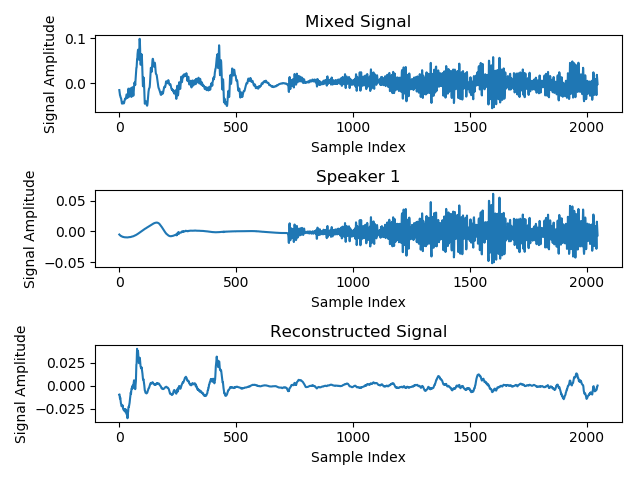 Mixed Signal
Signal Amplitude
0.1
0.0
0 500 1000 1500 2000
Sample Index
Speaker 1
Signal Amplitude
0.05
0.00
−0.05
0 500 1000 1500 2000
Sample Index
Reconstructed Signal
Signal Amplitude
0.025
0.000
−0.025
0 500 1000 1500 2000
Sample Index